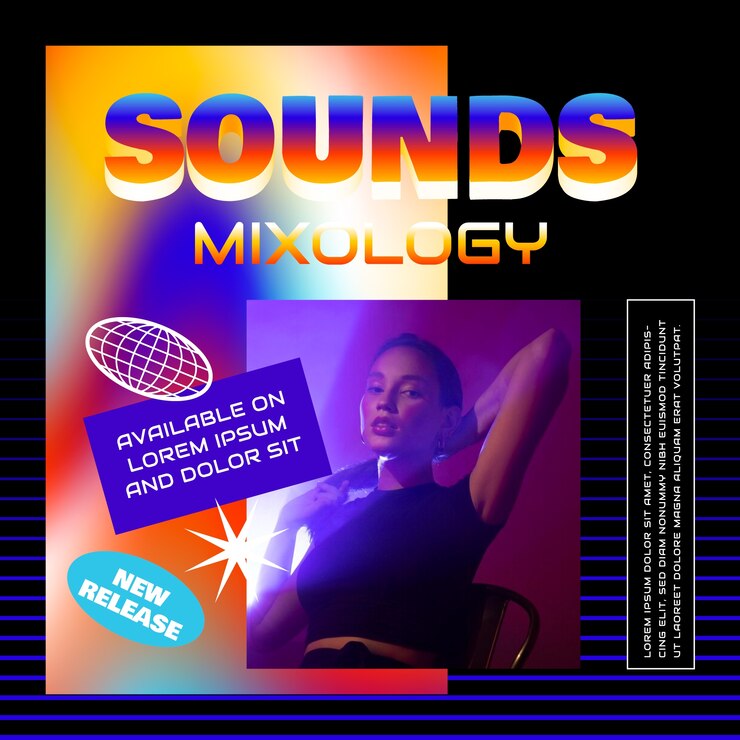 SOUNDS
MIXOLOGY
AVAILABLE ON
LOREM IPSUM
AND DOLOR SIT
NEW
RELEASE
LOREM IPSUM DOLOR SIT AMET, CONSECTETUER ADIPIS-
CING ELIT, SED DIAM NONUMMY NIBH EUISMOD TINCIDUNT
UT LAOREET DOLORE MAGNA ALIQUAM ERAT VOLUTPAT.